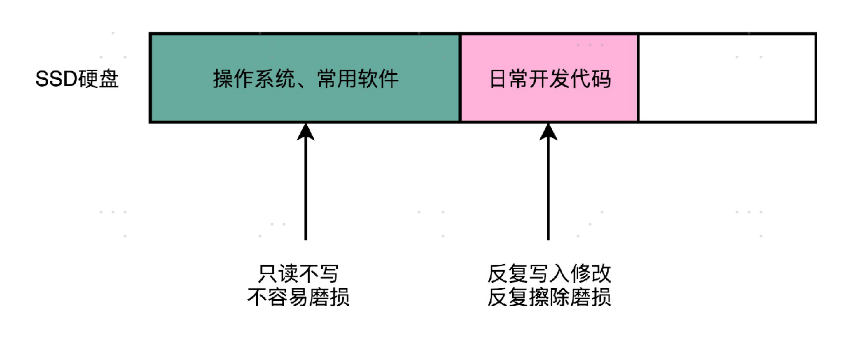 SSD硬盘
操作系统、常用软件
日常开发代码
只读不写
不容易磨损
反复写入修改
反复擦除磨损